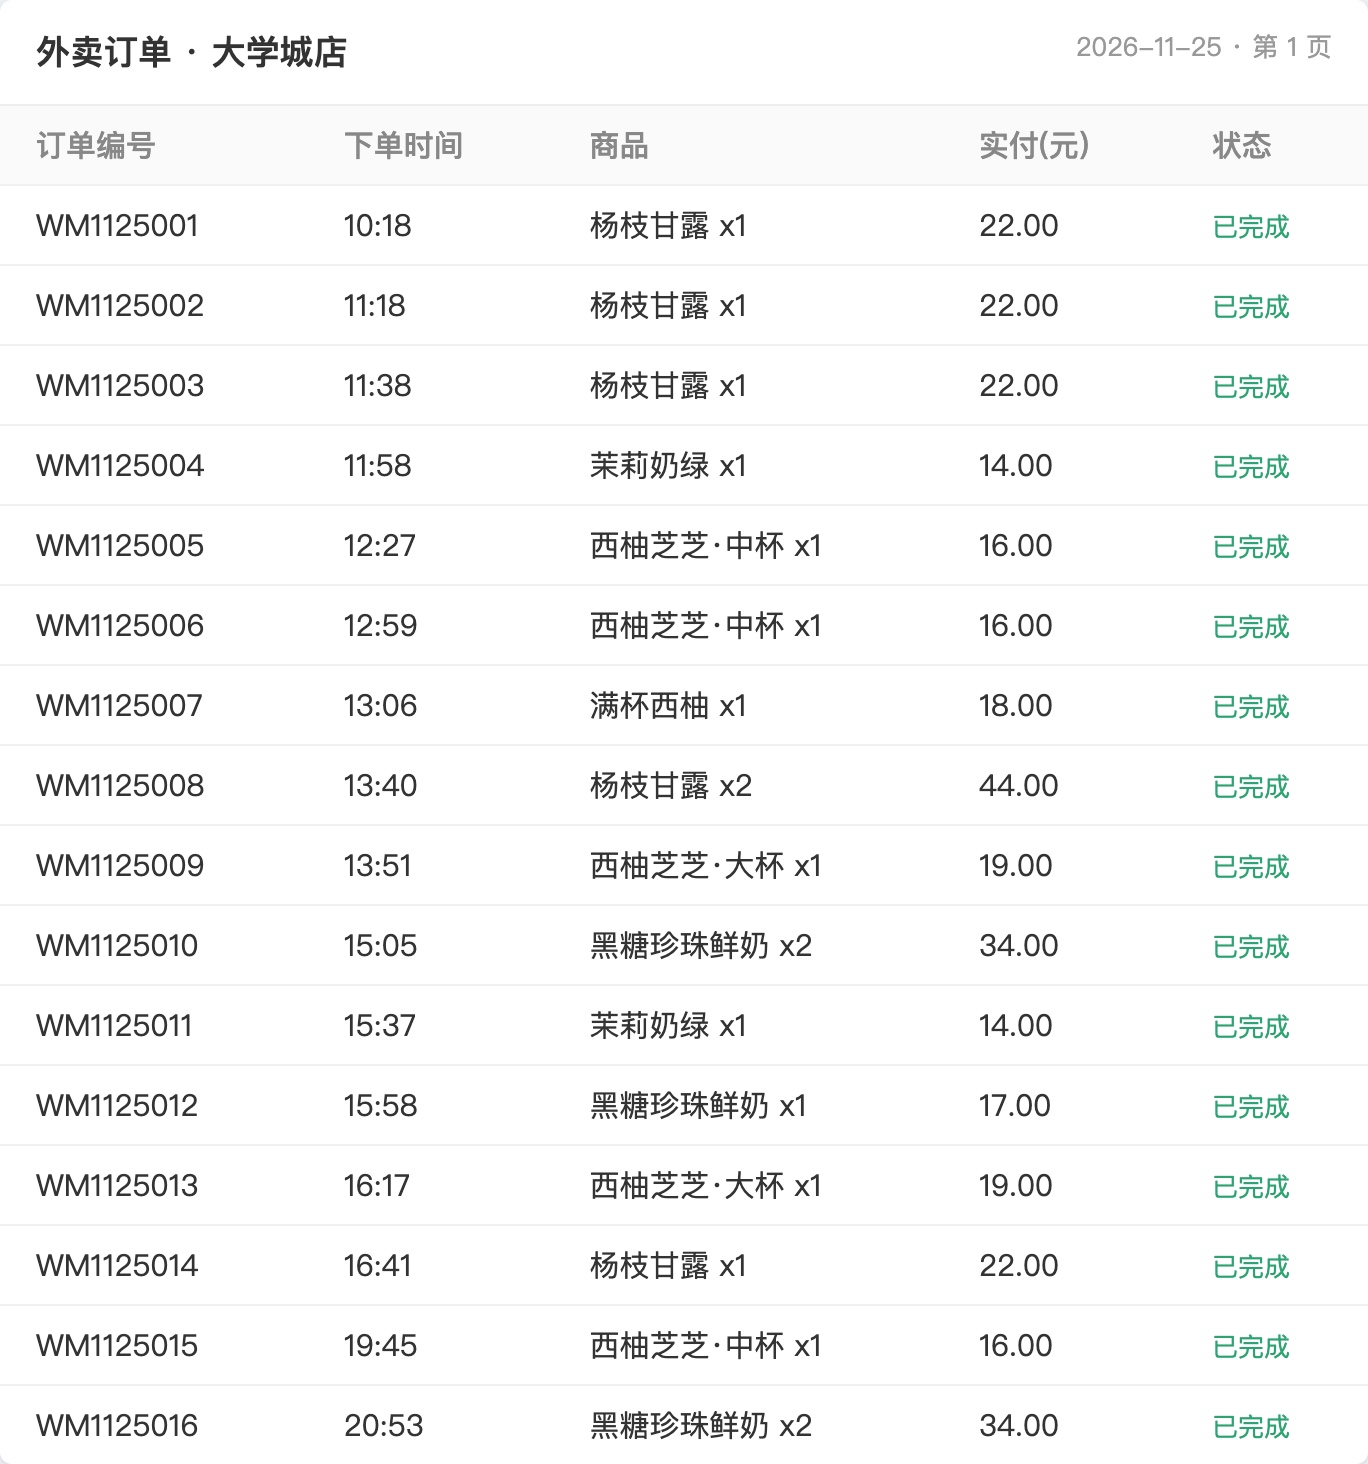 外卖订单 · 大学城店 2026-11-25 · 第 1 页
订单编号 下单时间 商品 实付(元) 状态
WM1125001 10:18 杨枝甘露 x1 22.00 已完成
WM1125002 11:18 杨枝甘露 x1 22.00 已完成
WM1125003 11:38 杨枝甘露 x1 22.00 已完成
WM1125004 11:58 茉莉奶绿 x1 14.00 已完成
WM1125005 12:27 西柚芝芝·中杯 x1 16.00 已完成
WM1125006 12:59 西柚芝芝·中杯 x1 16.00 已完成
WM1125007 13:06 满杯西柚 x1 18.00 已完成
WM1125008 13:40 杨枝甘露 x2 44.00 已完成
WM1125009 13:51 西柚芝芝·大杯 x1 19.00 已完成
WM1125010 15:05 黑糖珍珠鲜奶 x2 34.00 已完成
WM1125011 15:37 茉莉奶绿 x1 14.00 已完成
WM1125012 15:58 黑糖珍珠鲜奶 x1 17.00 已完成
WM1125013 16:17 西柚芝芝·大杯 x1 19.00 已完成
WM1125014 16:41 杨枝甘露 x1 22.00 已完成
WM1125015 19:45 西柚芝芝·中杯 x1 16.00 已完成
WM1125016 20:53 黑糖珍珠鲜奶 x2 34.00 已完成